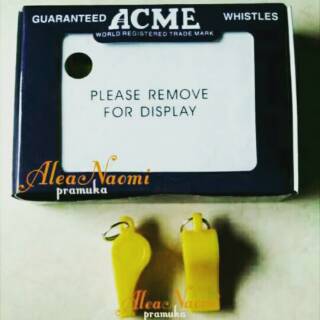 GUARANTEED ACME WHISTLES
WORLD REGISTERED TRADE MARK
PLEASE REMOVE
FOR DISPLAY
Alea Naomi
pramuka
Alea Naomi
pramuka